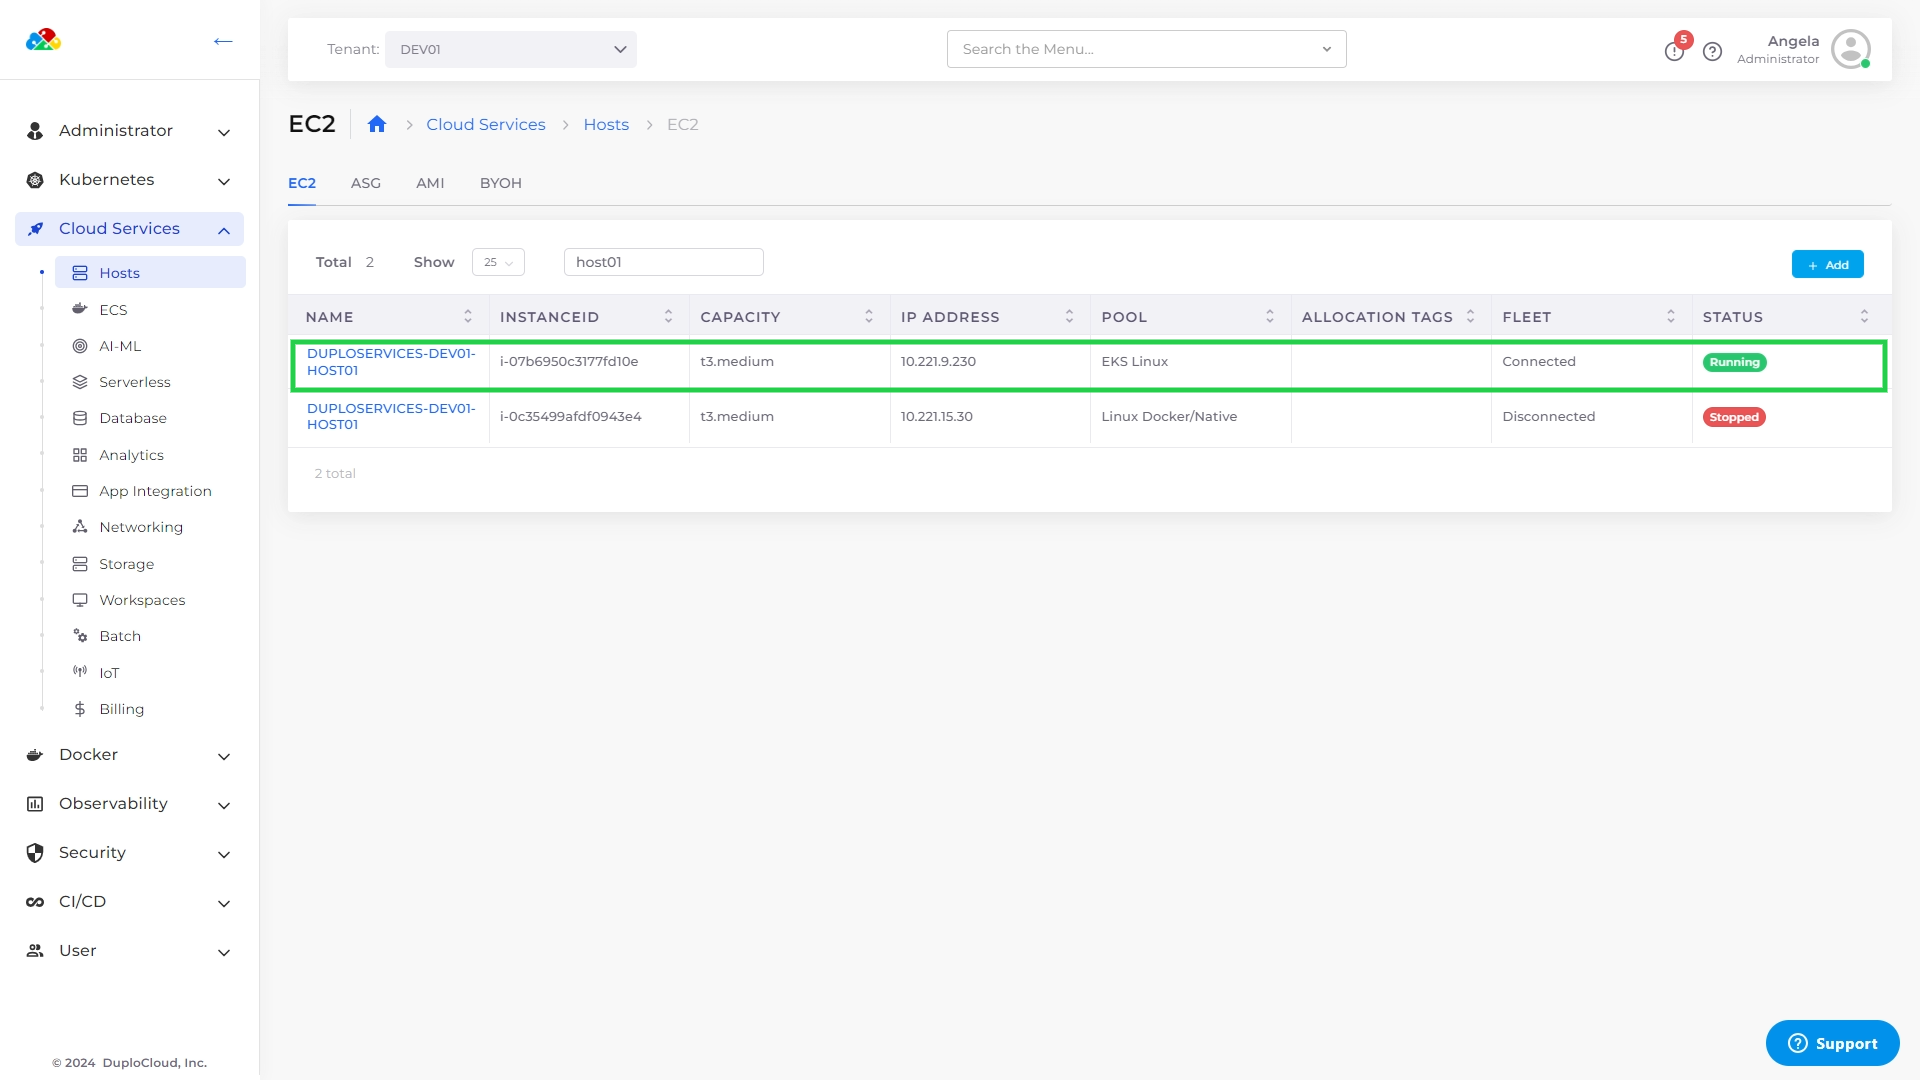 Tenant:
DEV01
Search the Menu...
5
Angela
Administrator
Administrator
Kubernetes
Cloud Services
Hosts
ECS
AI-ML
Serverless
Database
Analytics
App Integration
Networking
Storage
Workspaces
Batch
IoT
Billing
Docker
Observability
Security
CI/CD
User
© 2024 DuploCloud, Inc.
EC2
Cloud Services
Hosts
EC2
EC2 ASG AMI BYOH
Total 2 Show 25 host01
+ Add
NAME INSTANCEID CAPACITY IP ADDRESS POOL ALLOCATION TAGS FLEET STATUS
DUPLOSERVICES-DEV01-
HOST01
i-07b6950c3177fd10e t3.medium 10.221.9.230 EKS Linux Connected Running
DUPLOSERVICES-DEV01-
HOST01
i-0c35499afdf0943e4 t3.medium 10.221.15.30 Linux Docker/Native Disconnected Stopped
2 total
Support